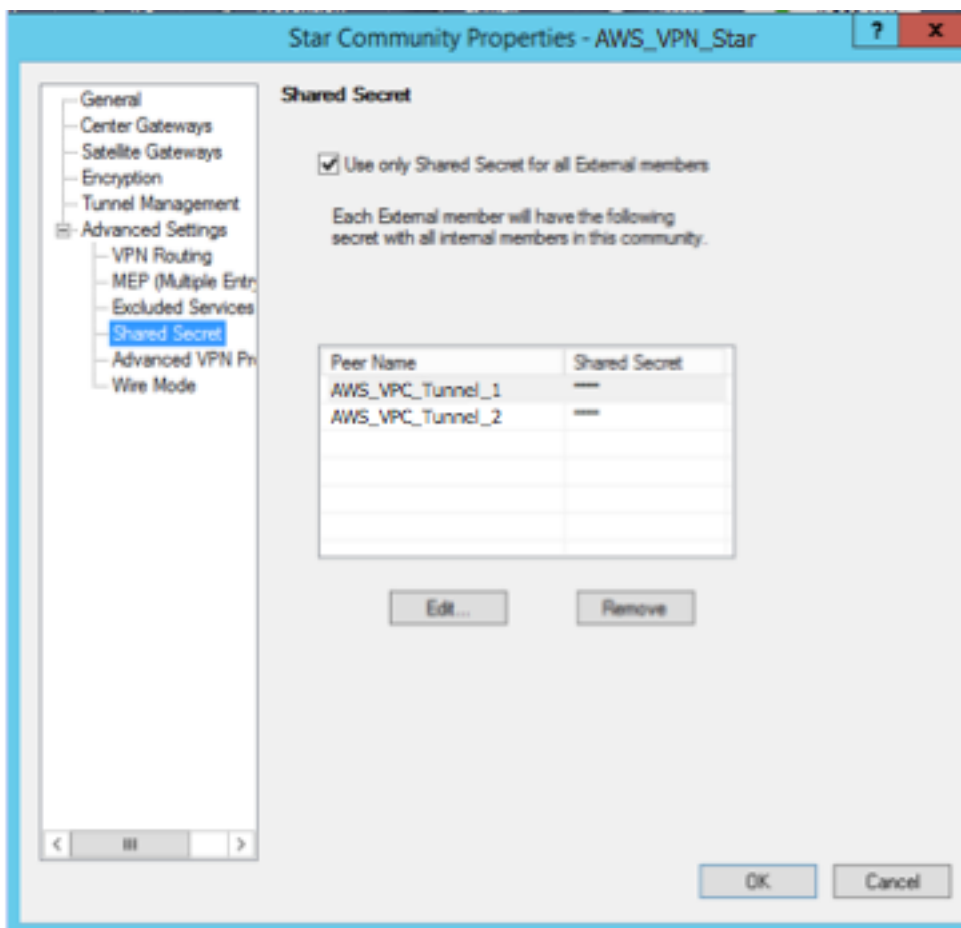 Star Community Properties - AWS_VPN_Star
?
x
General
Center Gateways
Satellite Gateways
Encryption
Tunnel Management
Advanced Settings
VPN Routing
MEP (Multiple Entry
Excluded Services
Shared Secret
Advanced VPN Pr
Wire Mode
Shared Secret
Use only Shared Secret for all External members
Each External member will have the following
secret with all internal members in this community.
Peer Name Shared Secret
AWS_VPC_Tunnel_1 ****
AWS_VPC_Tunnel_2 ****
Edit...
Remove
OK
Cancel